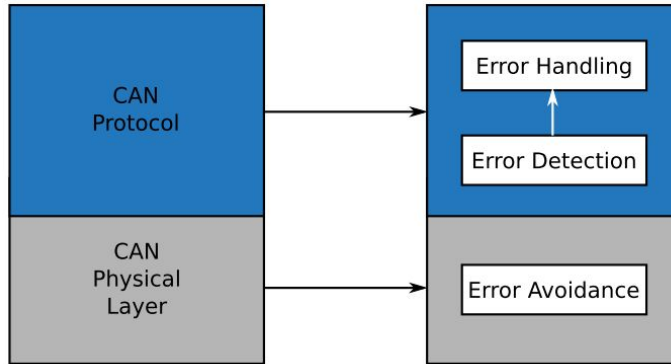 CAN
Protocol
Error Handling
Error Detection
CAN
Physical
Layer
Error Avoidance